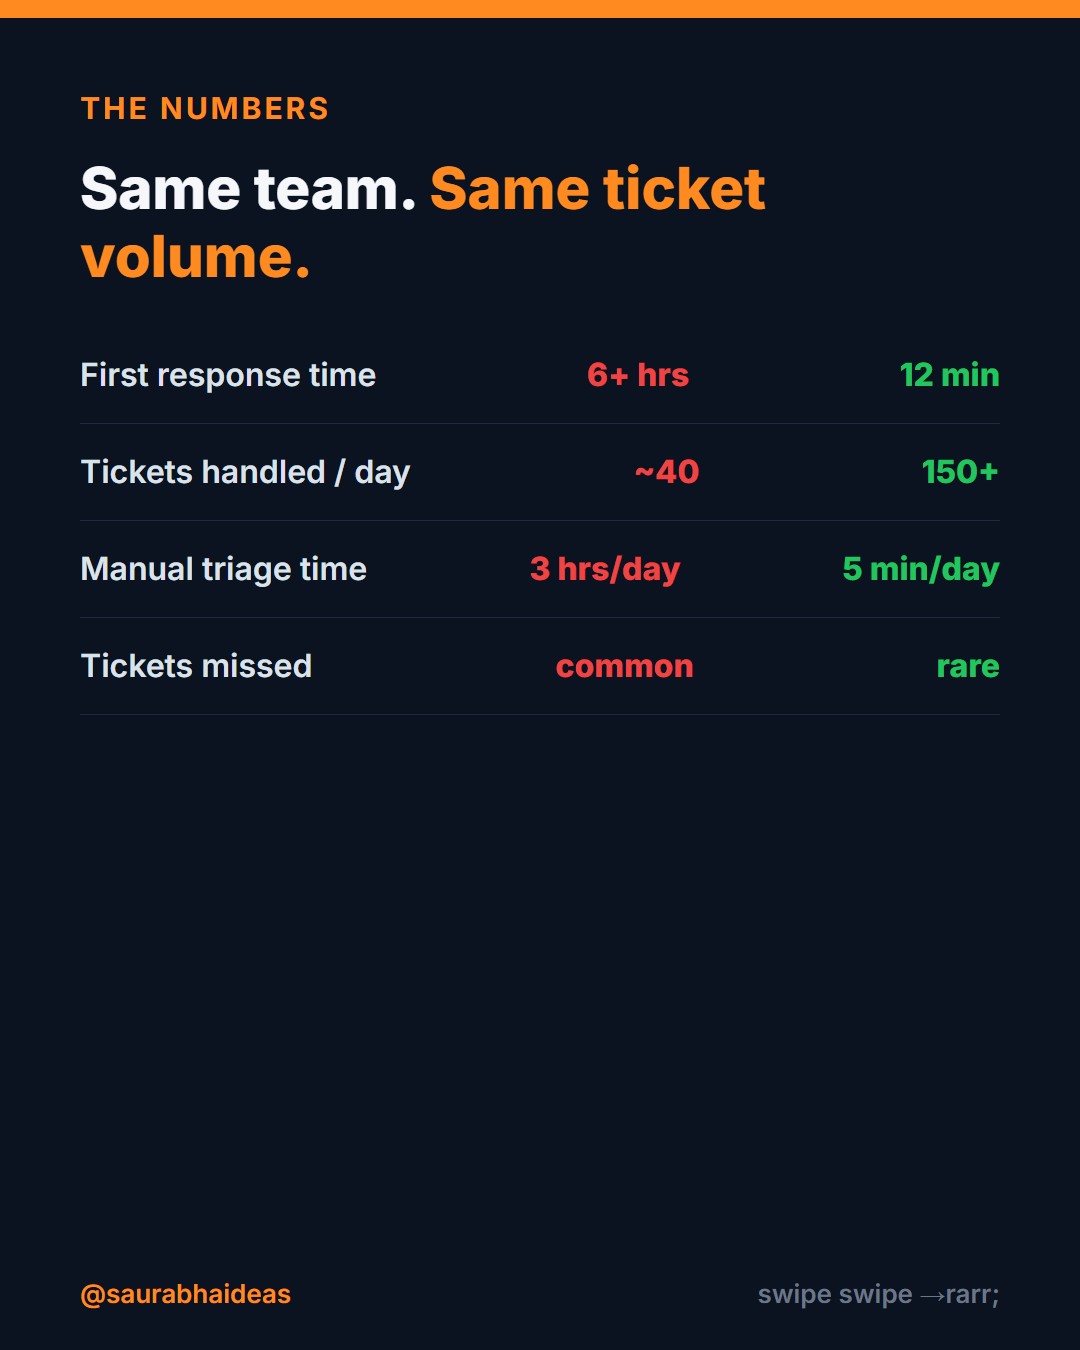 THE NUMBERS
Same team. Same ticket
volume.
First response time 6+ hrs 12 min
Tickets handled / day ~40 150+
Manual triage time 3 hrs/day 5 min/day
Tickets missed common rare
@saurabhaideas swipe swipe →rarr;